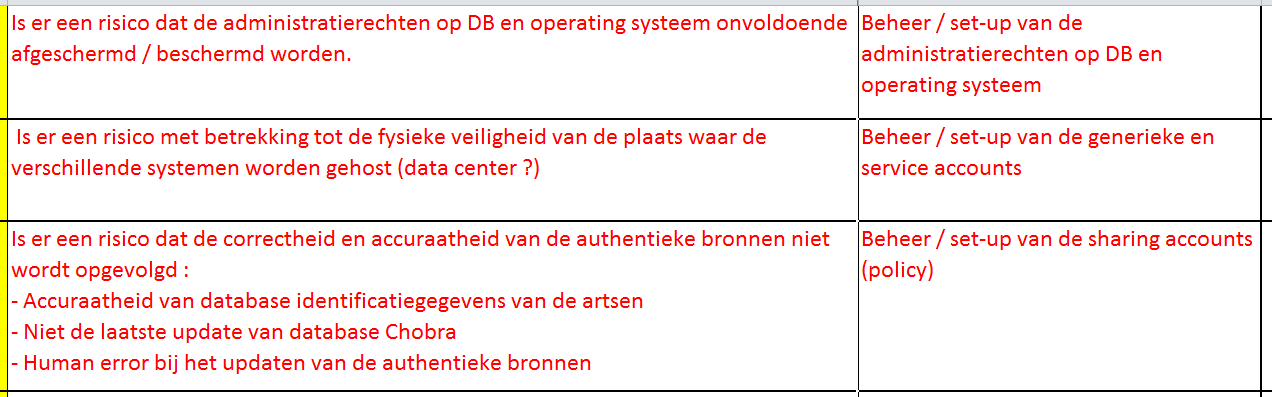 Is er een risico dat de administratierechten op DB en operating systeem onvoldoende
afgeschermd / beschermd worden.
Beheer / set-up van de
administratierechten op DB en
operating systeem
Is er een risico met betrekking tot de fysieke veiligheid van de plaats waar de
verschillende systemen worden gehost (data center ?)
Beheer / set-up van de generieke en
service accounts
Is er een risico dat de correctheid en accuraatheid van de authentieke bronnen niet
wordt opgevolgd :
- Accuraatheid van database identificatiegegevens van de artsen
- Niet de laatste update van database Chobra
- Human error bij het updaten van de authentieke bronnen
Beheer / set-up van de sharing accounts
(policy)